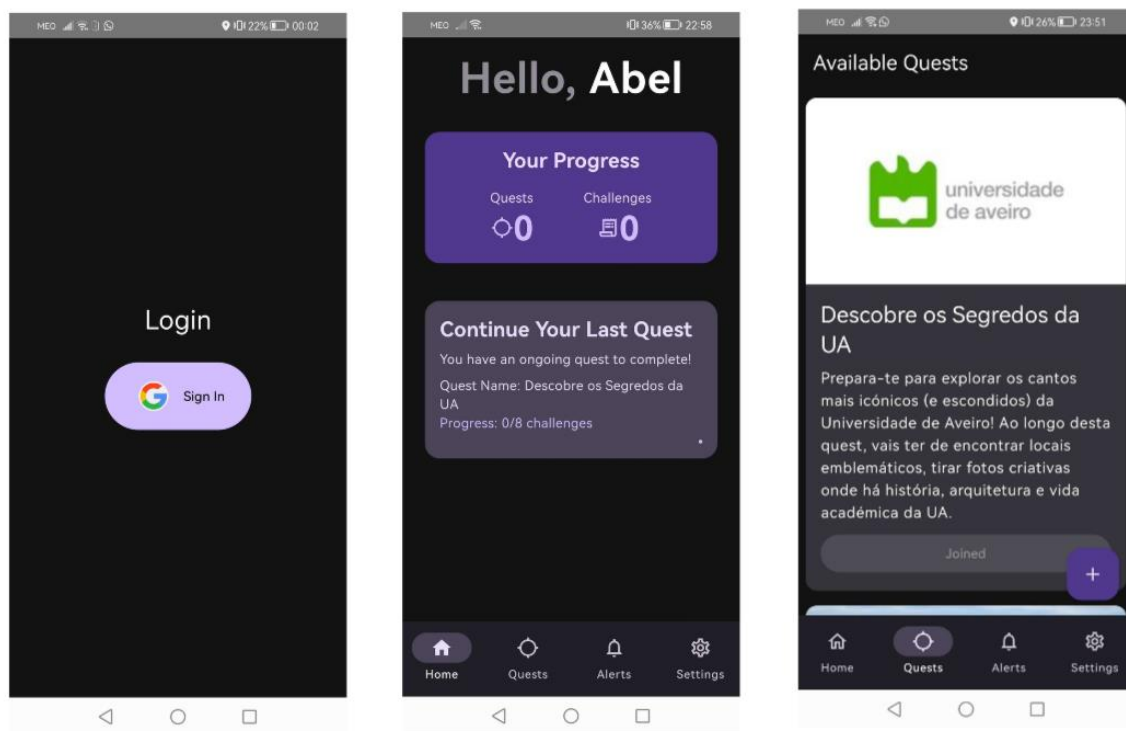 MEO 22% 00:02
Login
Sign In
MEO 36% 22:58
Hello, Abel
Your Progress
Quests Challenges
0 0
Continue Your Last Quest
You have an ongoing quest to complete!
Quest Name: Descobre os Segredos da
UA
Progress: 0/8 challenges
Home Quests Alerts Settings
MEO 26% 23:51
Available Quests
universidade
de aveiro
Descobre os Segredos da
UA
Prepara-te para explorar os cantos
mais icónicos (e escondidos) da
Universidade de Aveiro! Ao longo desta
quest, vais ter de encontrar locais
emblemáticos, tirar fotos criativas
onde há história, arquitetura e vida
académica da UA.
Joined
+
Home Quests Alerts Settings